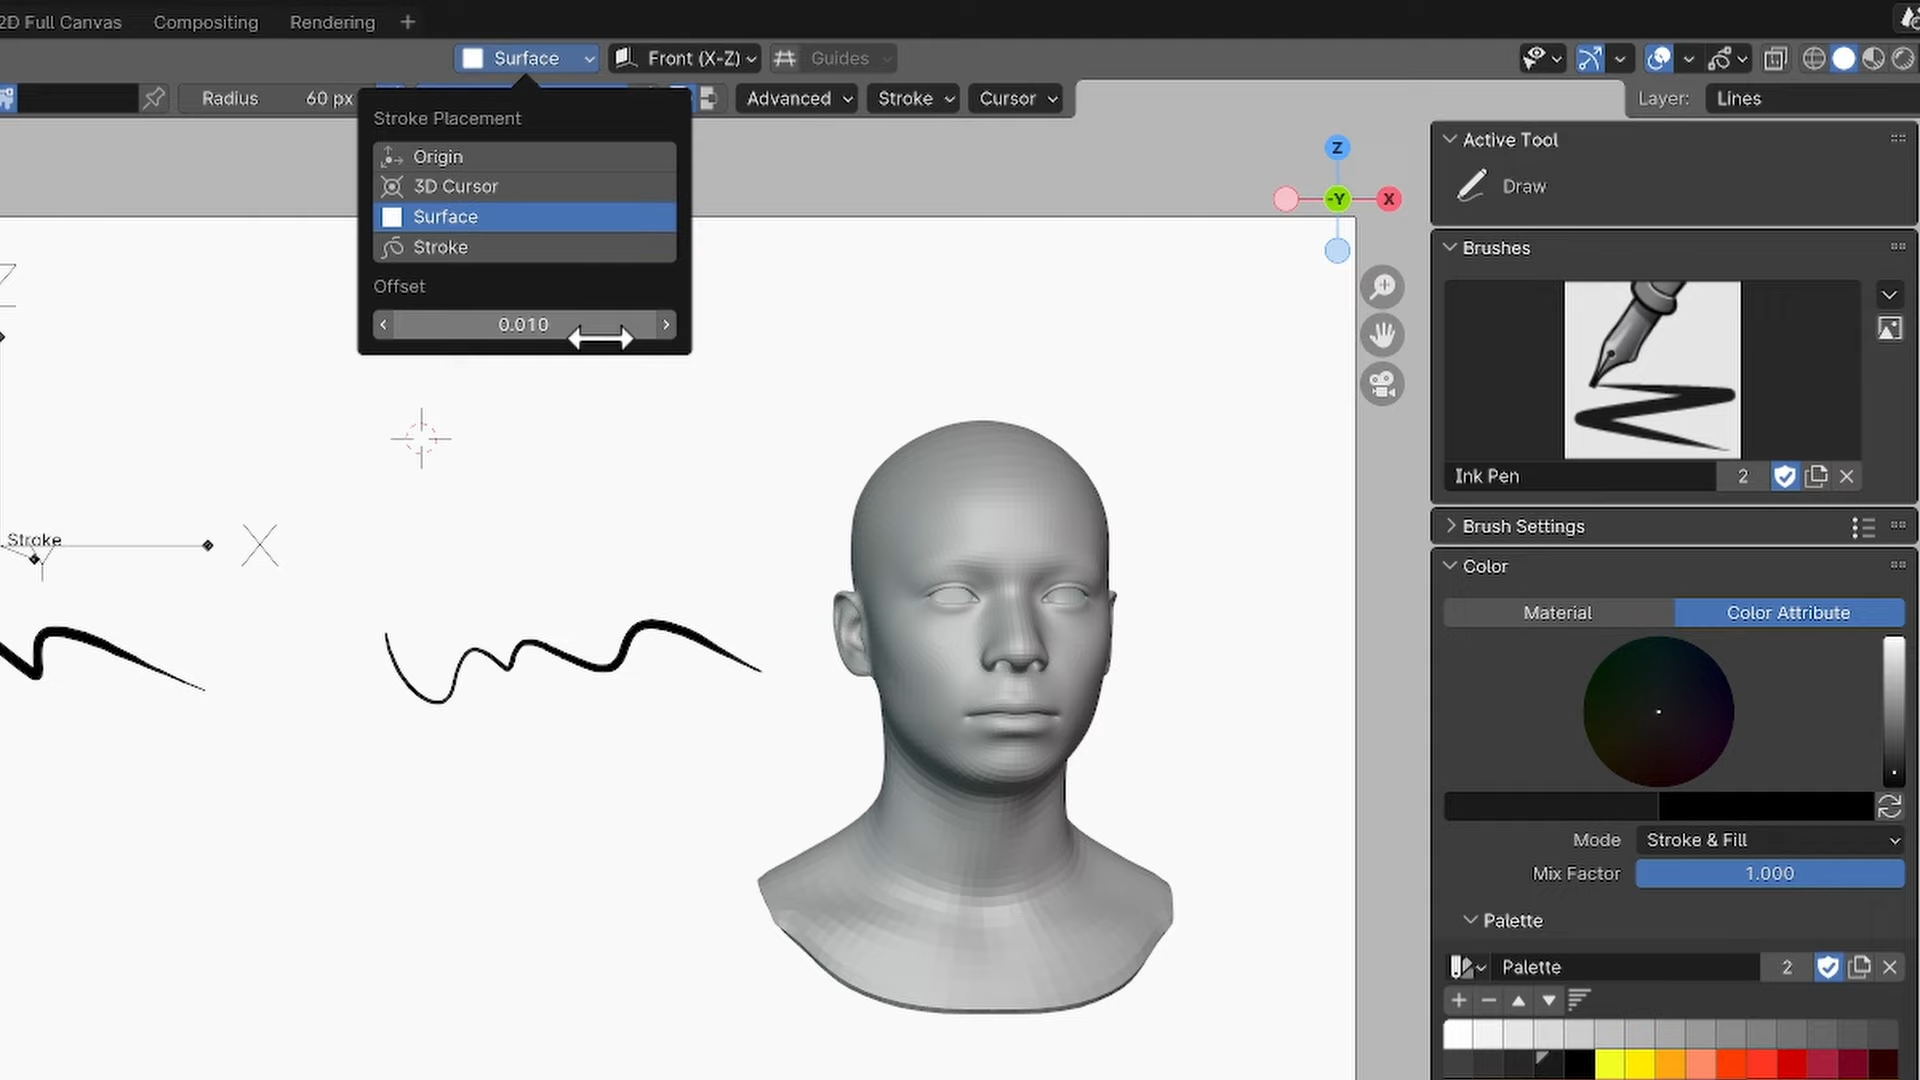 2D Full Canvas Compositing Rendering +
Surface Front (X-Z) Guides
Radius 60 px Advanced Stroke Cursor Layer: Lines
Stroke Placement
Origin
3D Cursor
Surface
Stroke
Offset
0.010
Z
-Y
X
Stroke
X
Active Tool
Draw
Brushes
Ink Pen 2
Brush Settings
Color
Material Color Attribute
Mode Stroke & Fill
Mix Factor 1.000
Palette
Palette 2